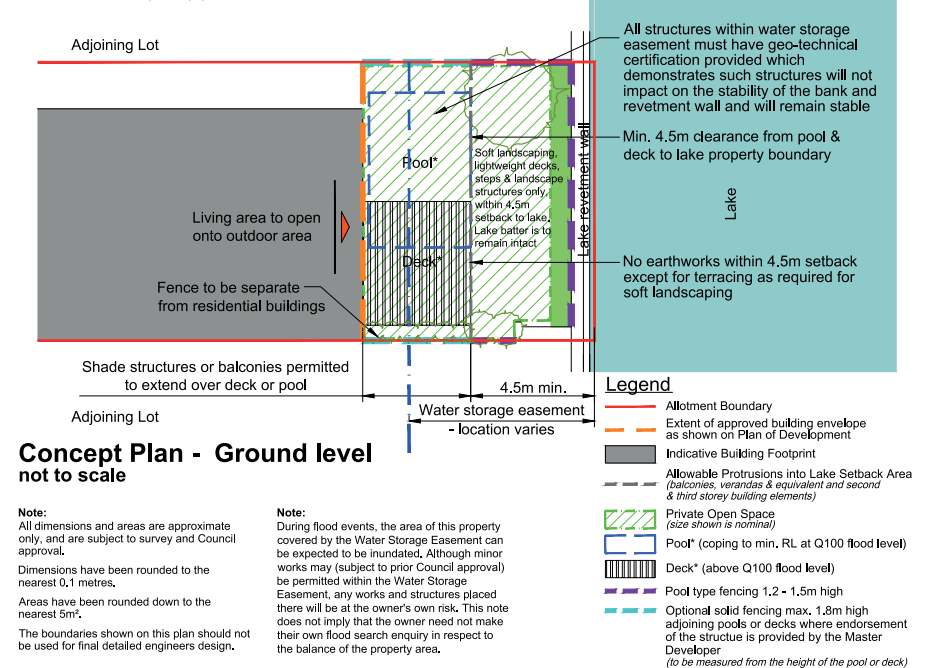 Adjoining Lot
All structures within water storage
easement must have geo-technical
certification provided which
demonstrates such structures will not
impact on the stability of the bank and
revetment wall and will remain stable
Min. 4.5m clearance from pool &
deck to lake property boundary
Pool*
Soft landscaping,
lightweight decks,
steps & landscape
structures only,
within 4.5m
setback to lake.
Lake batter is to
remain intact
Lake revetment wall
Lake
Living area to open
onto outdoor area
Deck*
No earthworks within 4.5m setback
except for terracing as required for
soft landscaping
Fence to be separate
from residential buildings
Shade structures or balconies permitted
to extend over deck or pool
4.5m min.
Water storage easement
- location varies
Adjoining Lot
Concept Plan - Ground level
not to scale
Note:
All dimensions and areas are approximate
only, and are subject to survey and Council
approval.
Dimensions have been rounded to the
nearest 0.1 metres.
Areas have been rounded down to the
nearest 5m².
The boundaries shown on this plan should not
be used for final detailed engineers design.
Note:
During flood events, the area of this property
covered by the Water Storage Easement can
be expected to be inundated. Although minor
works may (subject to prior Council approval)
be permitted within the Water Storage
Easement, any works and structures placed
there will be at the owner's own risk. This note
does not imply that the owner need not make
their own flood search enquiry in respect to
the balance of the property area.
Legend
Allotment Boundary
Extent of approved building envelope
as shown on Plan of Development
Indicative Building Footprint
Allowable Protrusions into Lake Setback Area
(balconies, verandas & equivalent and second
& third storey building elements)
Private Open Space
(size shown is nominal)
Pool* (coping to min. RL at Q100 flood level)
Deck* (above Q100 flood level)
Pool type fencing 1.2 - 1.5m high
Optional solid fencing max. 1.8m high
adjoining pools or decks where endorsement
of the structue is provided by the Master
Developer
(to be measured from the height of the pool or deck)